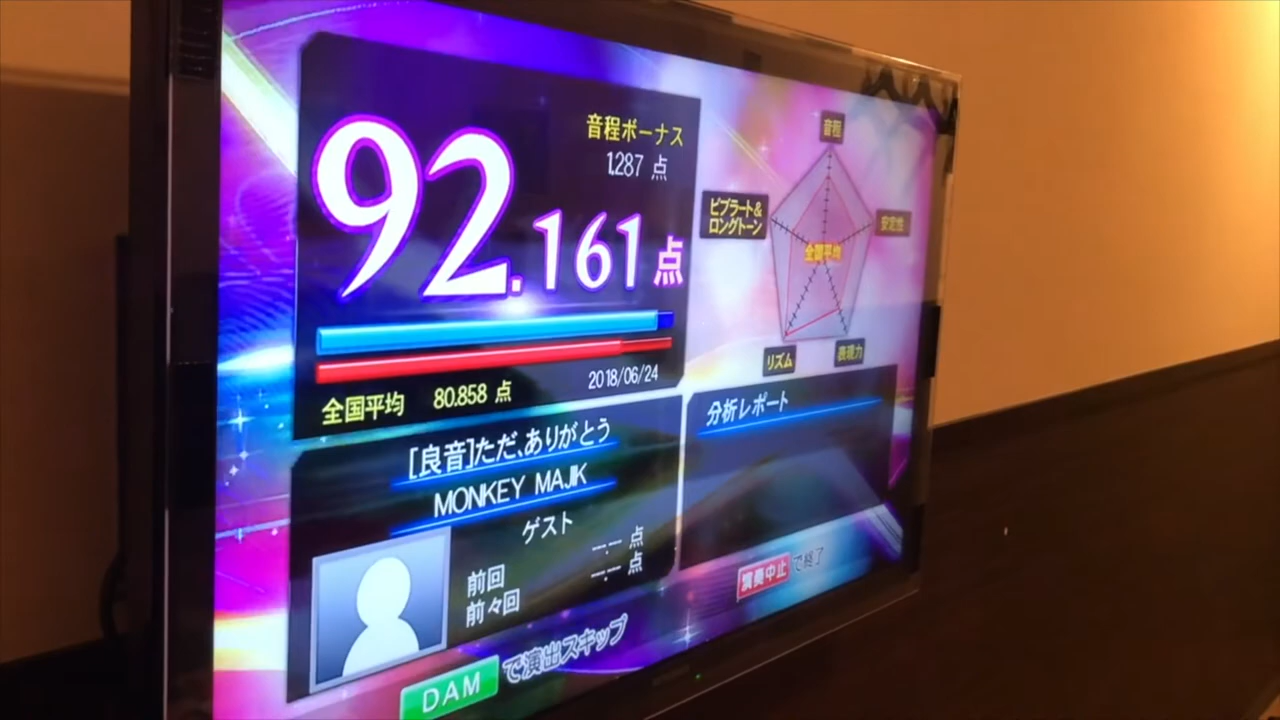 92.161点
音程ボーナス
1.287 点
全国平均 80.858 点
2018/06/24
[良音]ただ、ありがとう
MONKEY MAJIK
ゲスト
前回 --.-- 点
前々回 --.-- 点
DAM で演出スキップ
音程
ビブラート&
ロングトーン
安定性
全国平均
リズム
表現力
分析レポート
演奏中止 で終了